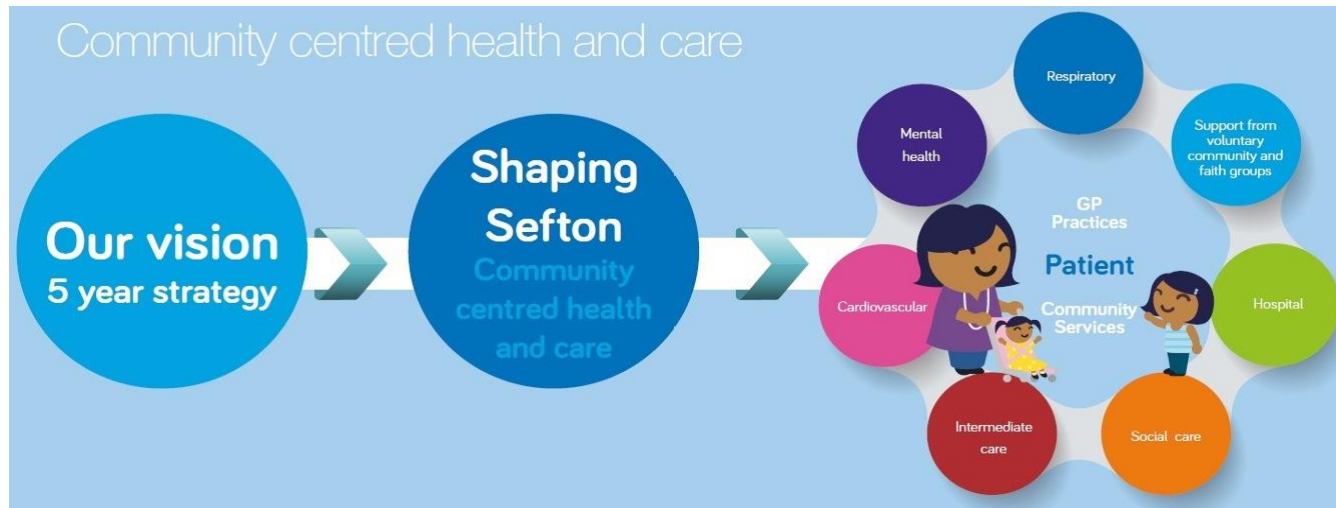 Community centred health and care
Our vision
5 year strategy
Shaping
Sefton
Community
centred health
and care
Respiratory
Mental
health
Support from
voluntary
community and
faith groups
GP
Practices
Patient
Community
Services
Cardiovascular
Hospital
Intermediate
care
Social care